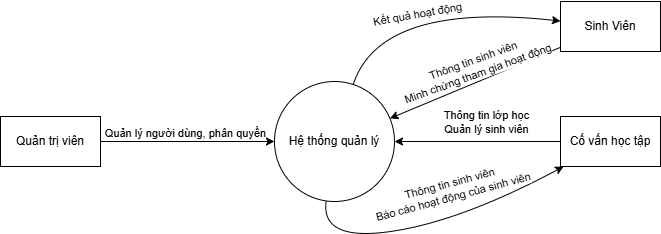 Kết quả hoạt động
Sinh Viên
Thông tin sinh viên
Minh chứng tham gia hoạt động
Quản trị viên
Quản lý người dùng, phân quyền
Hệ thống quản lý
Thông tin lớp học
Quản lý sinh viên
Cố vấn học tập
Thông tin sinh viên
Báo cáo hoạt động của sinh viên